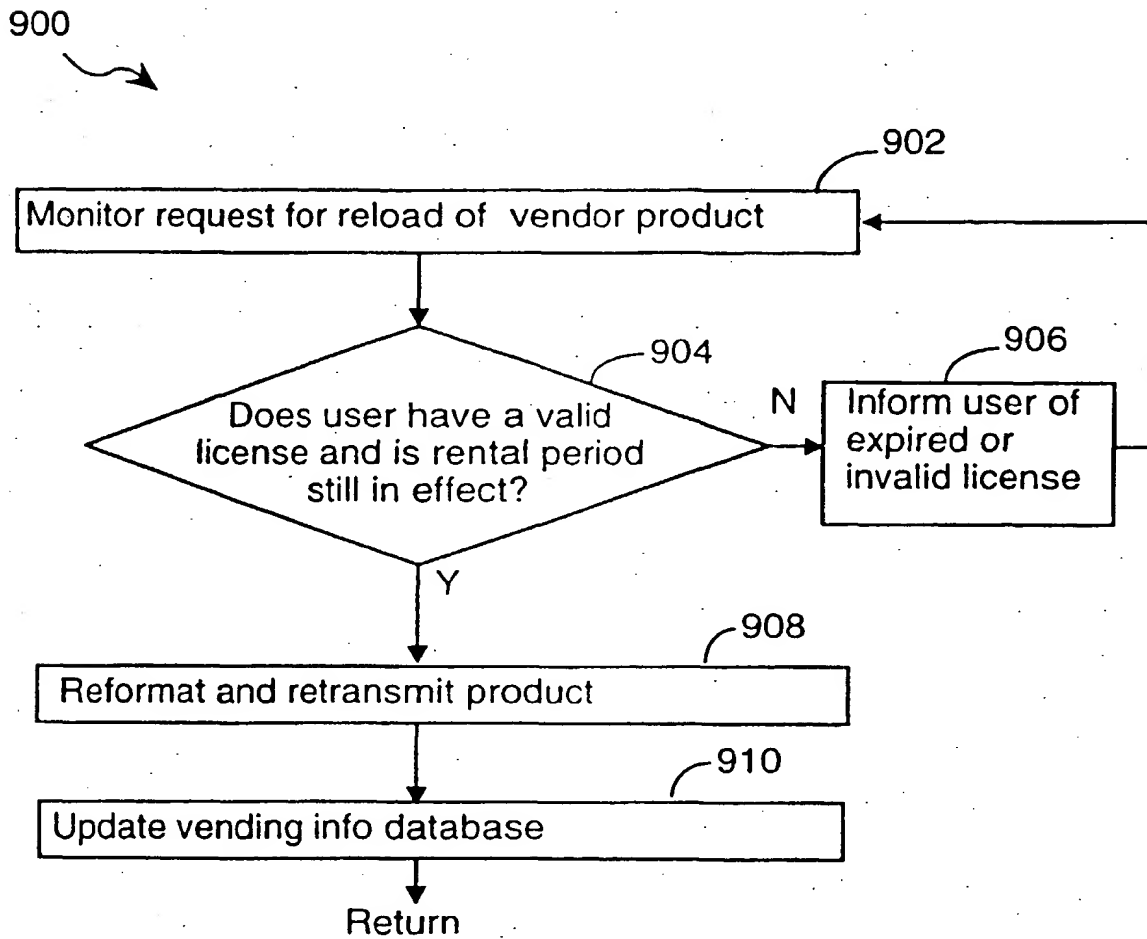 900
902
Monitor request for reload of vendor product
904
Does user have a valid
license and is rental period
still in effect?
N
906
Inform user of
expired or
invalid license
Y
908
Reformat and retransmit product
910
Update vending info database
Return